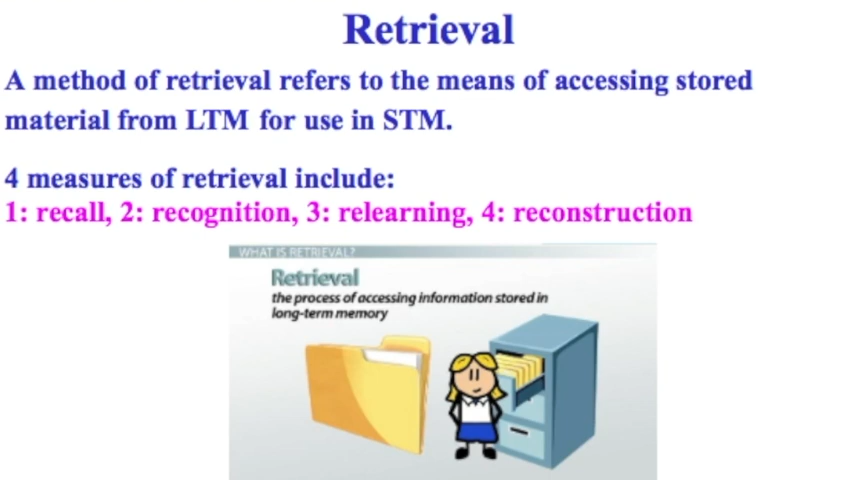 Retrieval
A method of retrieval refers to the means of accessing stored
material from LTM for use in STM.
4 measures of retrieval include:
1: recall, 2: recognition, 3: relearning, 4: reconstruction
WHAT IS RETRIEVAL?
Retrieval
the process of accessing information stored in
long-term memory